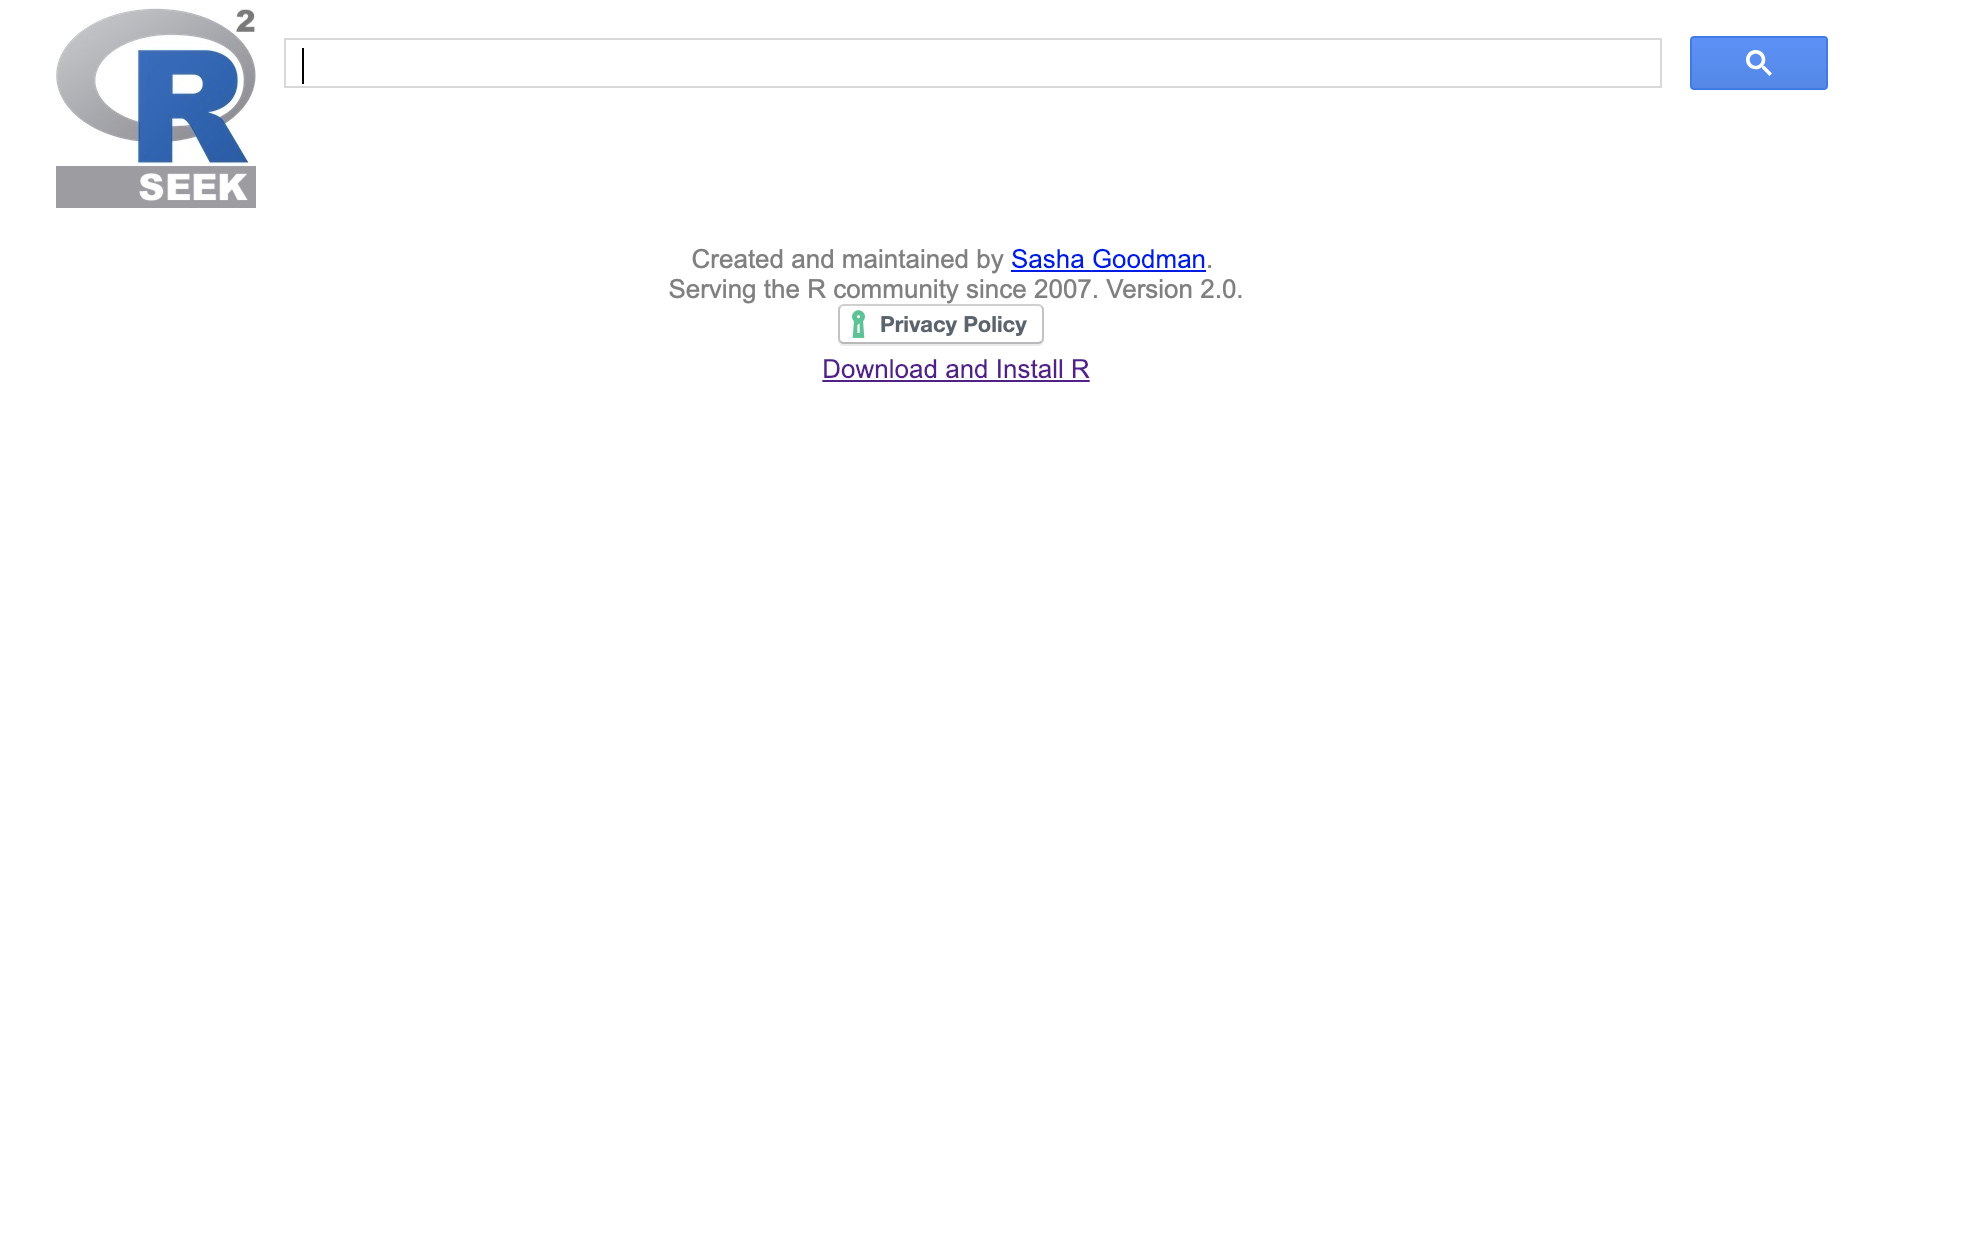 2
R
SEEK
Created and maintained by Sasha Goodman.
Serving the R community since 2007. Version 2.0.
Privacy Policy
Download and Install R